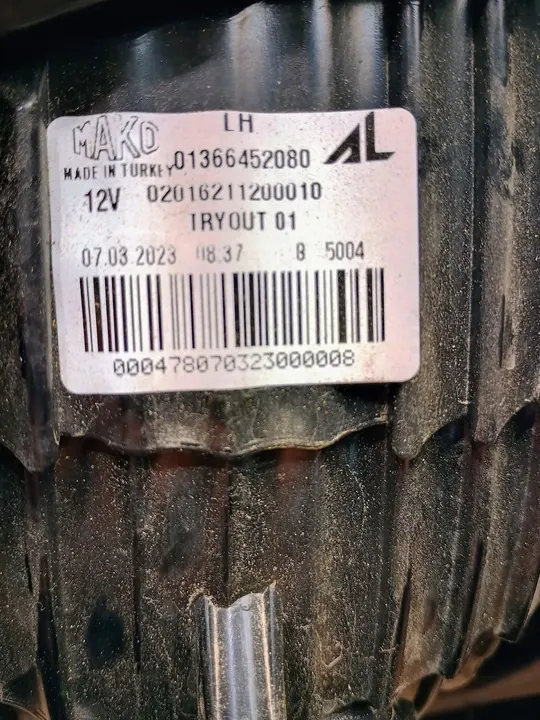 LH
MAKO
MADE IN TURKEY 01366452080 AL
12V 02016211200010
TRYOUT 01
07.03.2023 08:37 8 5004
000478070323000008